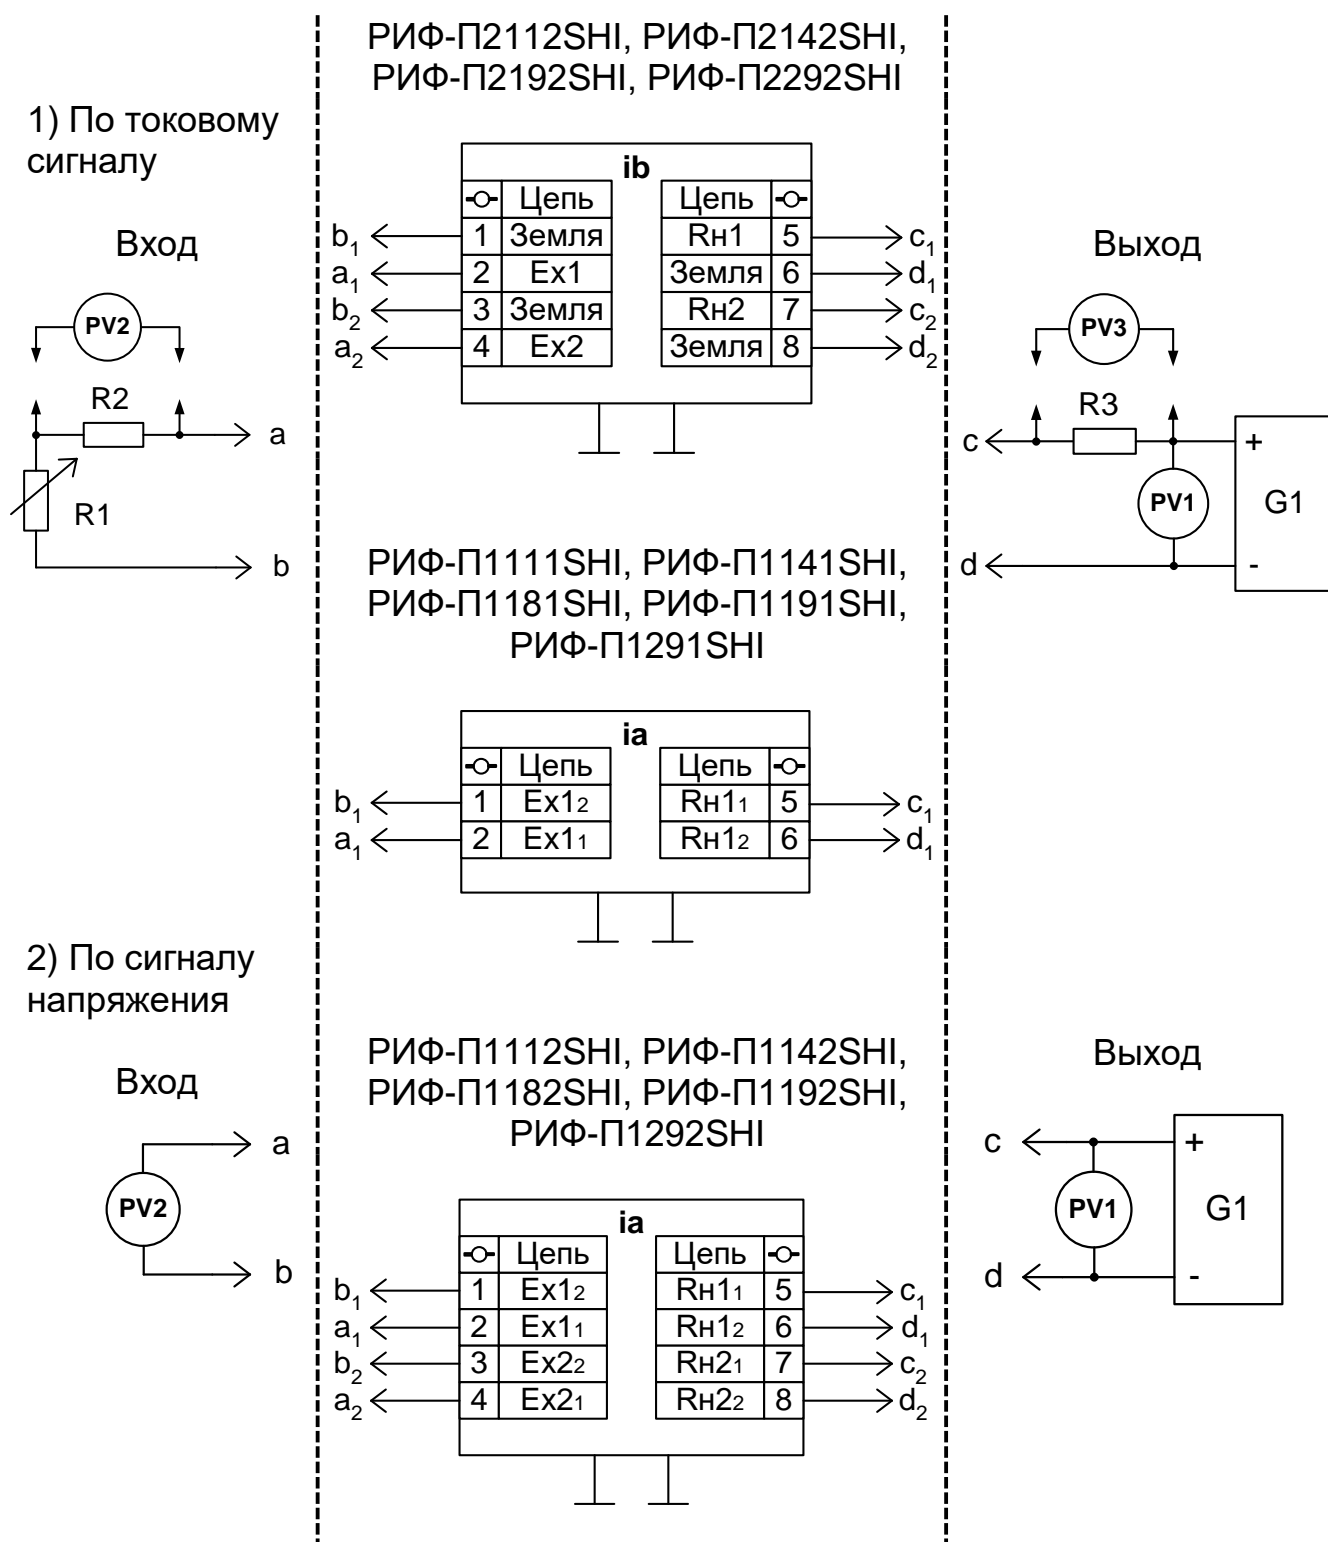 РИФ-П2112SHI, РИФ-П2142SHI,
РИФ-П2192SHI, РИФ-П2292SHI
1) По токовому
сигналу
Вход
PV2
R2
a
R1
b
ib
Цепь
Цепь
b1
1
Земля
Rн1
5
c1
a1
2
Ex1
Земля
6
d1
b2
3
Земля
Rн2
7
c2
a2
4
Ex2
Земля
8
d2
Выход
PV3
R3
c
+
PV1
G1
d
-
РИФ-П1111SHI, РИФ-П1141SHI,
РИФ-П1181SHI, РИФ-П1191SHI,
РИФ-П1291SHI
ia
Цепь
Цепь
b1
1
Ex12
Rн11
5
c1
a1
2
Ex11
Rн12
6
d1
2) По сигналу
напряжения
Вход
a
PV2
b
РИФ-П1112SHI, РИФ-П1142SHI,
РИФ-П1182SHI, РИФ-П1192SHI,
РИФ-П1292SHI
ia
Цепь
Цепь
b1
1
Ex12
Rн11
5
c1
a1
2
Ex11
Rн12
6
d1
b2
3
Ex22
Rн21
7
c2
a2
4
Ex21
Rн22
8
d2
Выход
c
+
PV1
G1
d
-